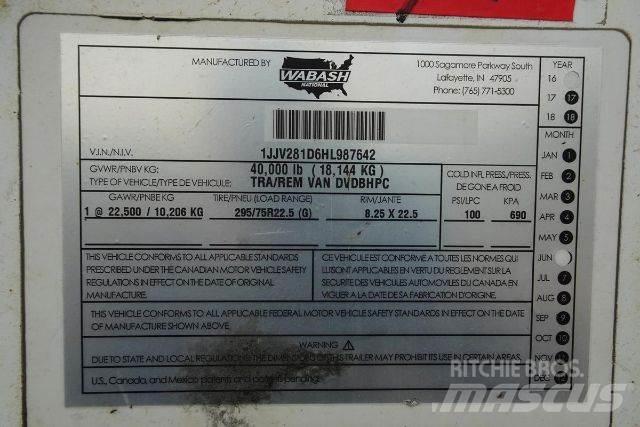 MANUFACTURED BY
WABASH
NATIONAL
1000 Sagamore Parkway South
Lafayette, IN 47905
Phone: (765) 771-5300
YEAR
16
17 17
18 18
MONTH
JAN 1
FEB 2
MAR 3
APR 4
MAY 5
JUN
JUL 7
AUG 8
SEP 9
OCT 10
NOV
DEC
V.I.N./N.I.V. 1JJV281D6HL987642
GVWR/PNBV KG: 40,000 lb ( 18,144 KG)
TYPE OF VEHICLE/TYPE DE VEHICULE: TRA/REM VAN DVDBHPC
COLD INFL. PRESS./PRESS. DE GONF. A FROID
GAWR/PNBE KG TIRE/PNEU (LOAD RANGE) RIM/JANTE PSI/LPC KPA
1 @ 22,500 / 10,206 KG 295/75R22.5 (G) 8.25 X 22.5 100 690
THIS VEHICLE CONFORMS TO ALL APPLICABLE STANDARDS
PRESCRIBED UNDER THE CANADIAN MOTOR VEHICLE SAFETY
REGULATIONS IN EFFECT ON THE DATE OF ORIGINAL
MANUFACTURE.
CE VEHICULE EST CONFORME A TOUTES LES NORMES QUI
LUI SONT APPLICABLES EN VERTU DU REGLEMENT SUR LA
SECURITE DES VEHICULES AUTOMOBILES DU CANADA EN
VIGUER A LA DATE DE SA FABRICATION D'ORIGINE.
THIS VEHICLE CONFORMS TO ALL APPLICABLE FEDERAL MOTOR VEHICLE SAFETY STANDARDS IN EFFECT ON THE DATE
OF MANUFACTURE SHOWN ABOVE.
WARNING:
DUE TO STATE AND LOCAL REGULATIONS THE DIMENSIONS OF THIS TRAILER MAY PROHIBIT ITS USE IN CERTAIN AREAS.
U.S., Canada, and Mexico patents and patents pending.
RITCHIE BROS.
MASCUS